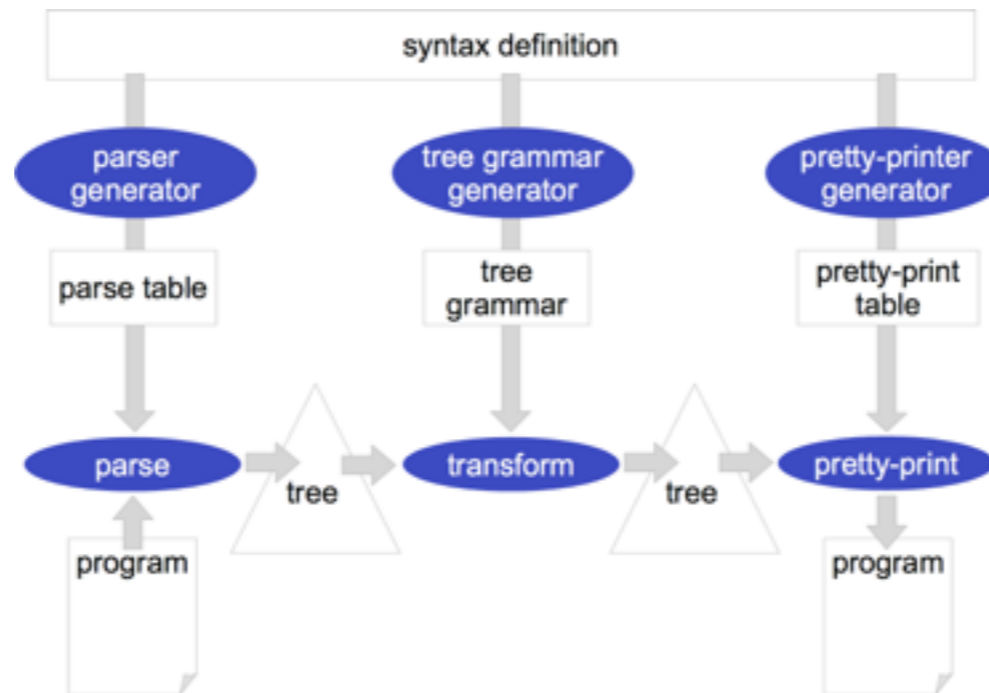 syntax definition
parser
generator
tree grammar
generator
pretty-printer
generator
parse table
tree
grammar
pretty-print
table
parse
tree
transform
tree
pretty-print
program
program